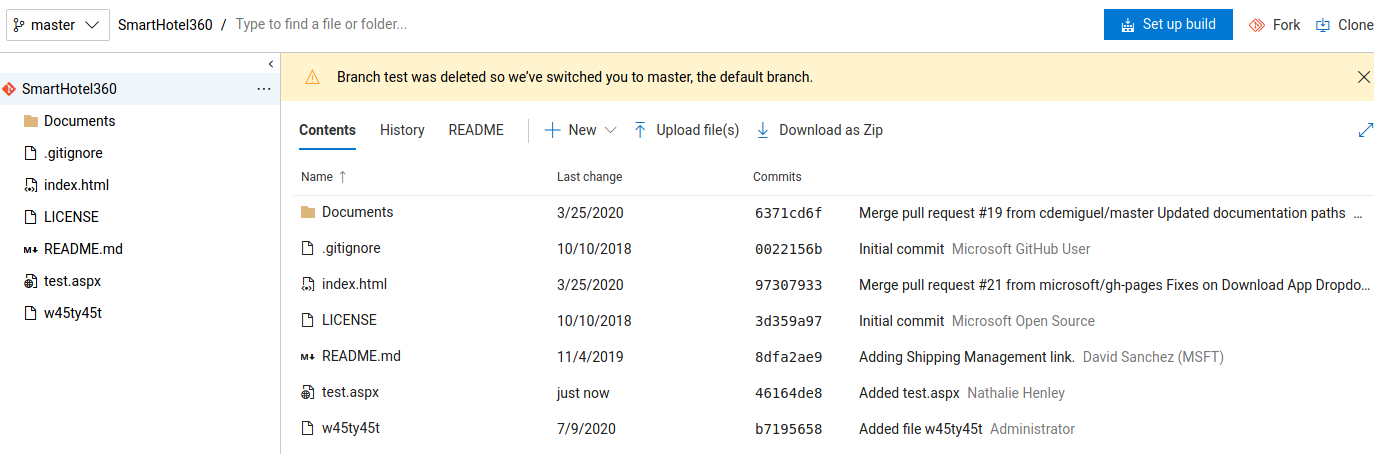 master SmartHotel360 / Type to find a file or folder... Set up build Fork Clone
SmartHotel360 ...
Documents
.gitignore
index.html
LICENSE
README.md
test.aspx
w45ty45t
Branch test was deleted so we've switched you to master, the default branch.
Contents History README New Upload file(s) Download as Zip
Name Last change Commits
Documents 3/25/2020 6371cd6f Merge pull request #19 from cdemiguel/master Updated documentation paths ...
.gitignore 10/10/2018 0022156b Initial commit Microsoft GitHub User
index.html 3/25/2020 97307933 Merge pull request #21 from microsoft/gh-pages Fixes on Download App Dropdo...
LICENSE 10/10/2018 3d359a97 Initial commit Microsoft Open Source
M↓ README.md 11/4/2019 8dfa2ae9 Adding Shipping Management link. David Sanchez (MSFT)
test.aspx just now 46164de8 Added test.aspx Nathalie Henley
w45ty45t 7/9/2020 b7195658 Added file w45ty45t Administrator